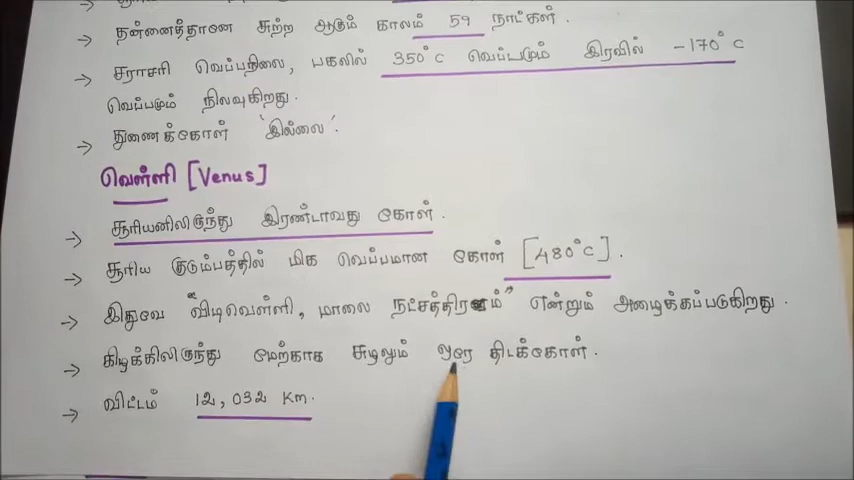 → தன்னைத்தானே சுற்ற ஆகும் காலம் 59 நாட்கள்.
→ சராசரி வெப்பநிலை, பகலில் 350°C வெப்பமும் இரவில் -170°C
வெப்பமும் நிலவுகிறது.
→ துணைக்கோள் 'இல்லை'.
வெள்ளி [Venus]
→ சூரியனிலிருந்து இரண்டாவது கோள்.
→ சூரிய குடும்பத்தில் மிக வெப்பமான கோள் [480°C].
→ இதுவே "விடிவெள்ளி, மாலை நட்சத்திரம்" என்றும் அழைக்கப்படுகிறது.
→ கிழக்கிலிருந்து மேற்காக சுழலும் ஒரே திடக்கோள்.
→ விட்டம் 12,032 Km.